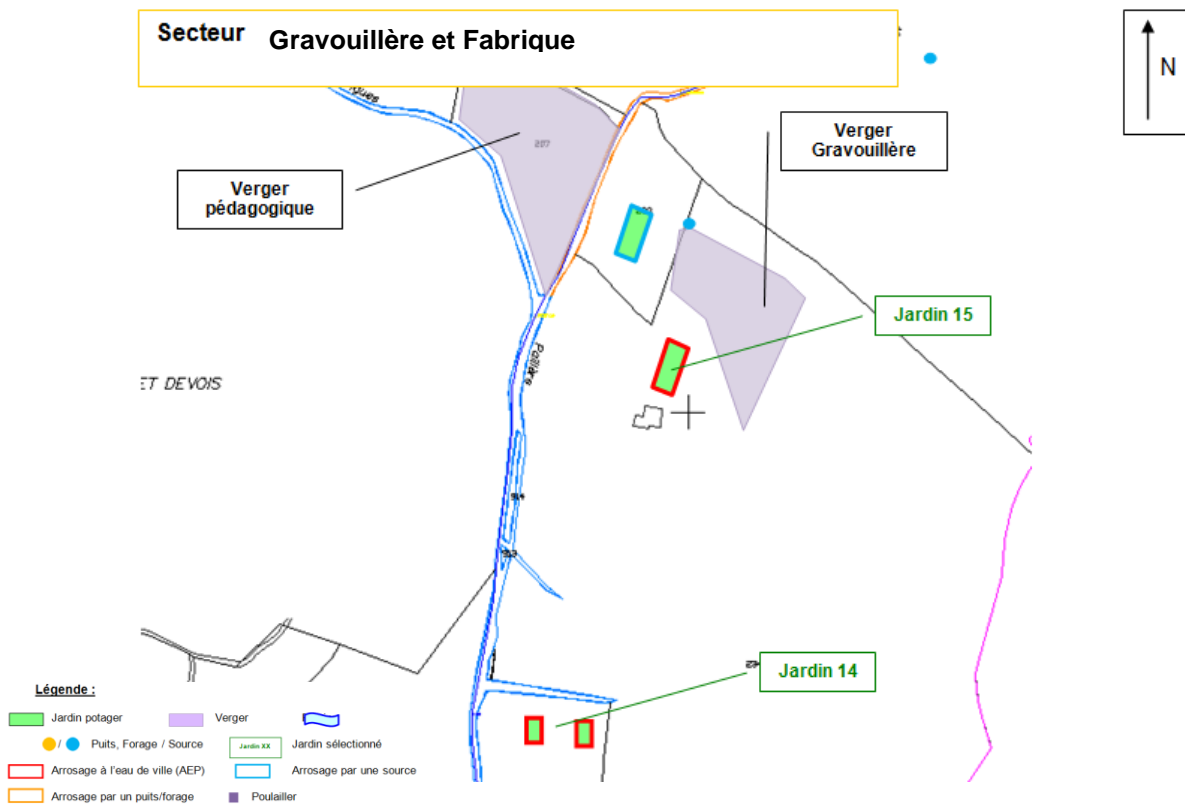 Secteur Gravouillère et Fabrique
N
Verger
Gravouillère
Verger
pédagogique
Jardin 15
Pallière
ET DEVOIS
Jardin 14
Légende :
Jardin potager
Verger
/
Puits, Forage / Source
Jardin XX
Jardin sélectionné
Arrosage à l'eau de ville (AEP)
Arrosage par une source
Arrosage par un puits/forage
Poulailler